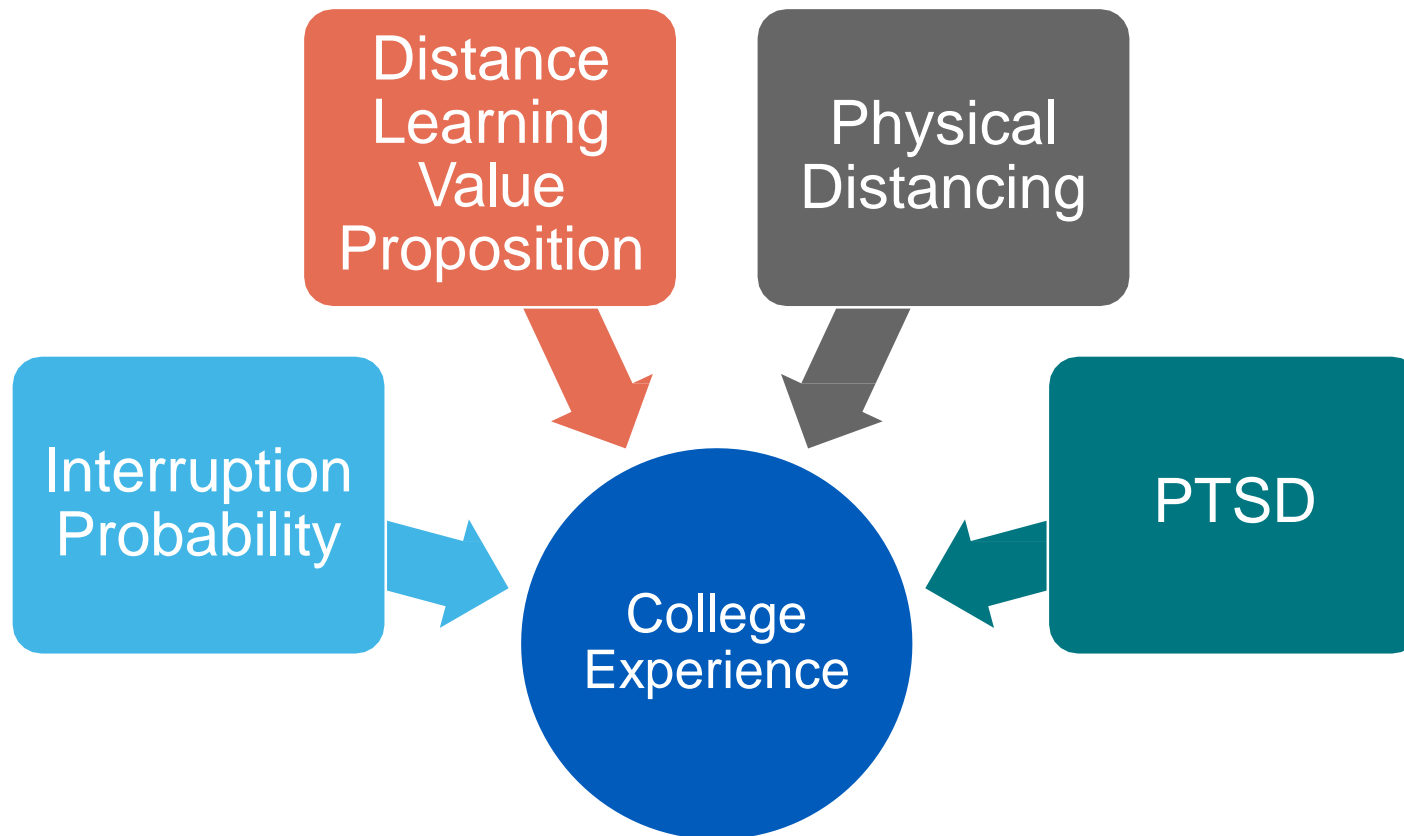 Distance
Learning
Value
Proposition
Physical
Distancing
Interruption
Probability
PTSD
College
Experience